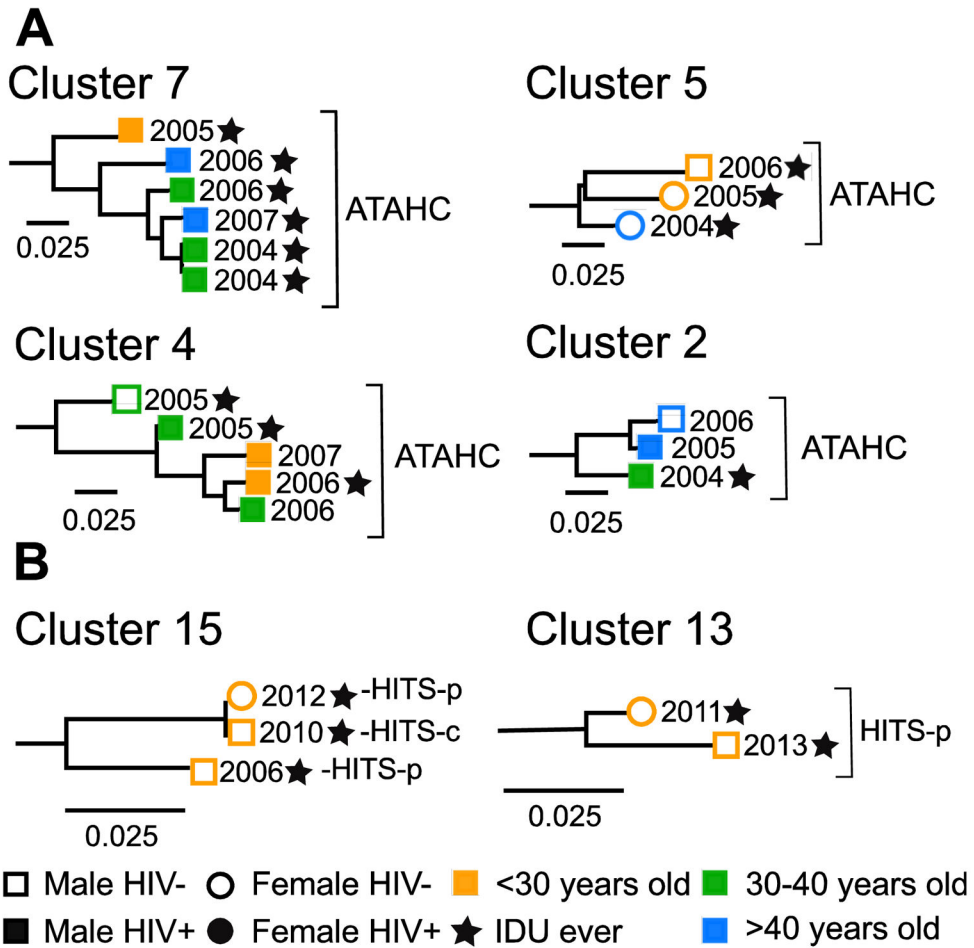 A
Cluster 7
2005
2006
2006
2007
2004
2004
ATAHC
0.025
Cluster 5
2006
2005
2004
ATAHC
0.025
Cluster 4
2005
2005
2007
2006
2006
ATAHC
0.025
Cluster 2
2006
2005
2004
ATAHC
0.025
B
Cluster 15
2012 -HITS-p
2010 -HITS-c
2006 -HITS-p
0.025
Cluster 13
2011
2013
HITS-p
0.025
Male HIV- Female HIV- <30 years old 30-40 years old
Male HIV+ Female HIV+ IDU ever >40 years old